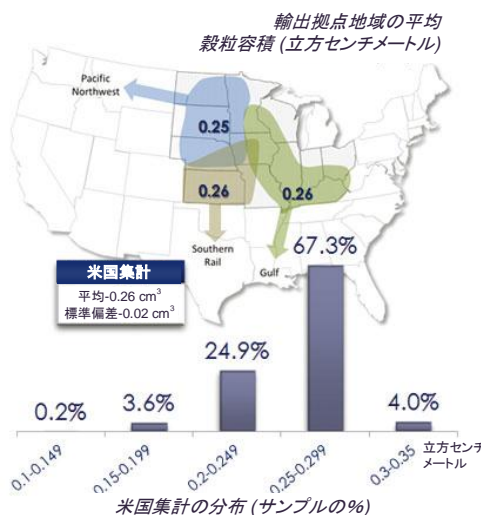 輸出拠点地域の平均
穀粒容積 (立方センチメートル)
Pacific
Northwest
0.25
0.26
0.26
Southern
Rail
Gulf
米国集計
平均-0.26 cm³
標準偏差-0.02 cm³
0.2%
3.6%
24.9%
67.3%
4.0%
0.1-0.149
0.15-0.199
0.2-0.249
0.25-0.299
0.3-0.35
立方センチ
メートル
米国集計の分布 (サンプルの%)